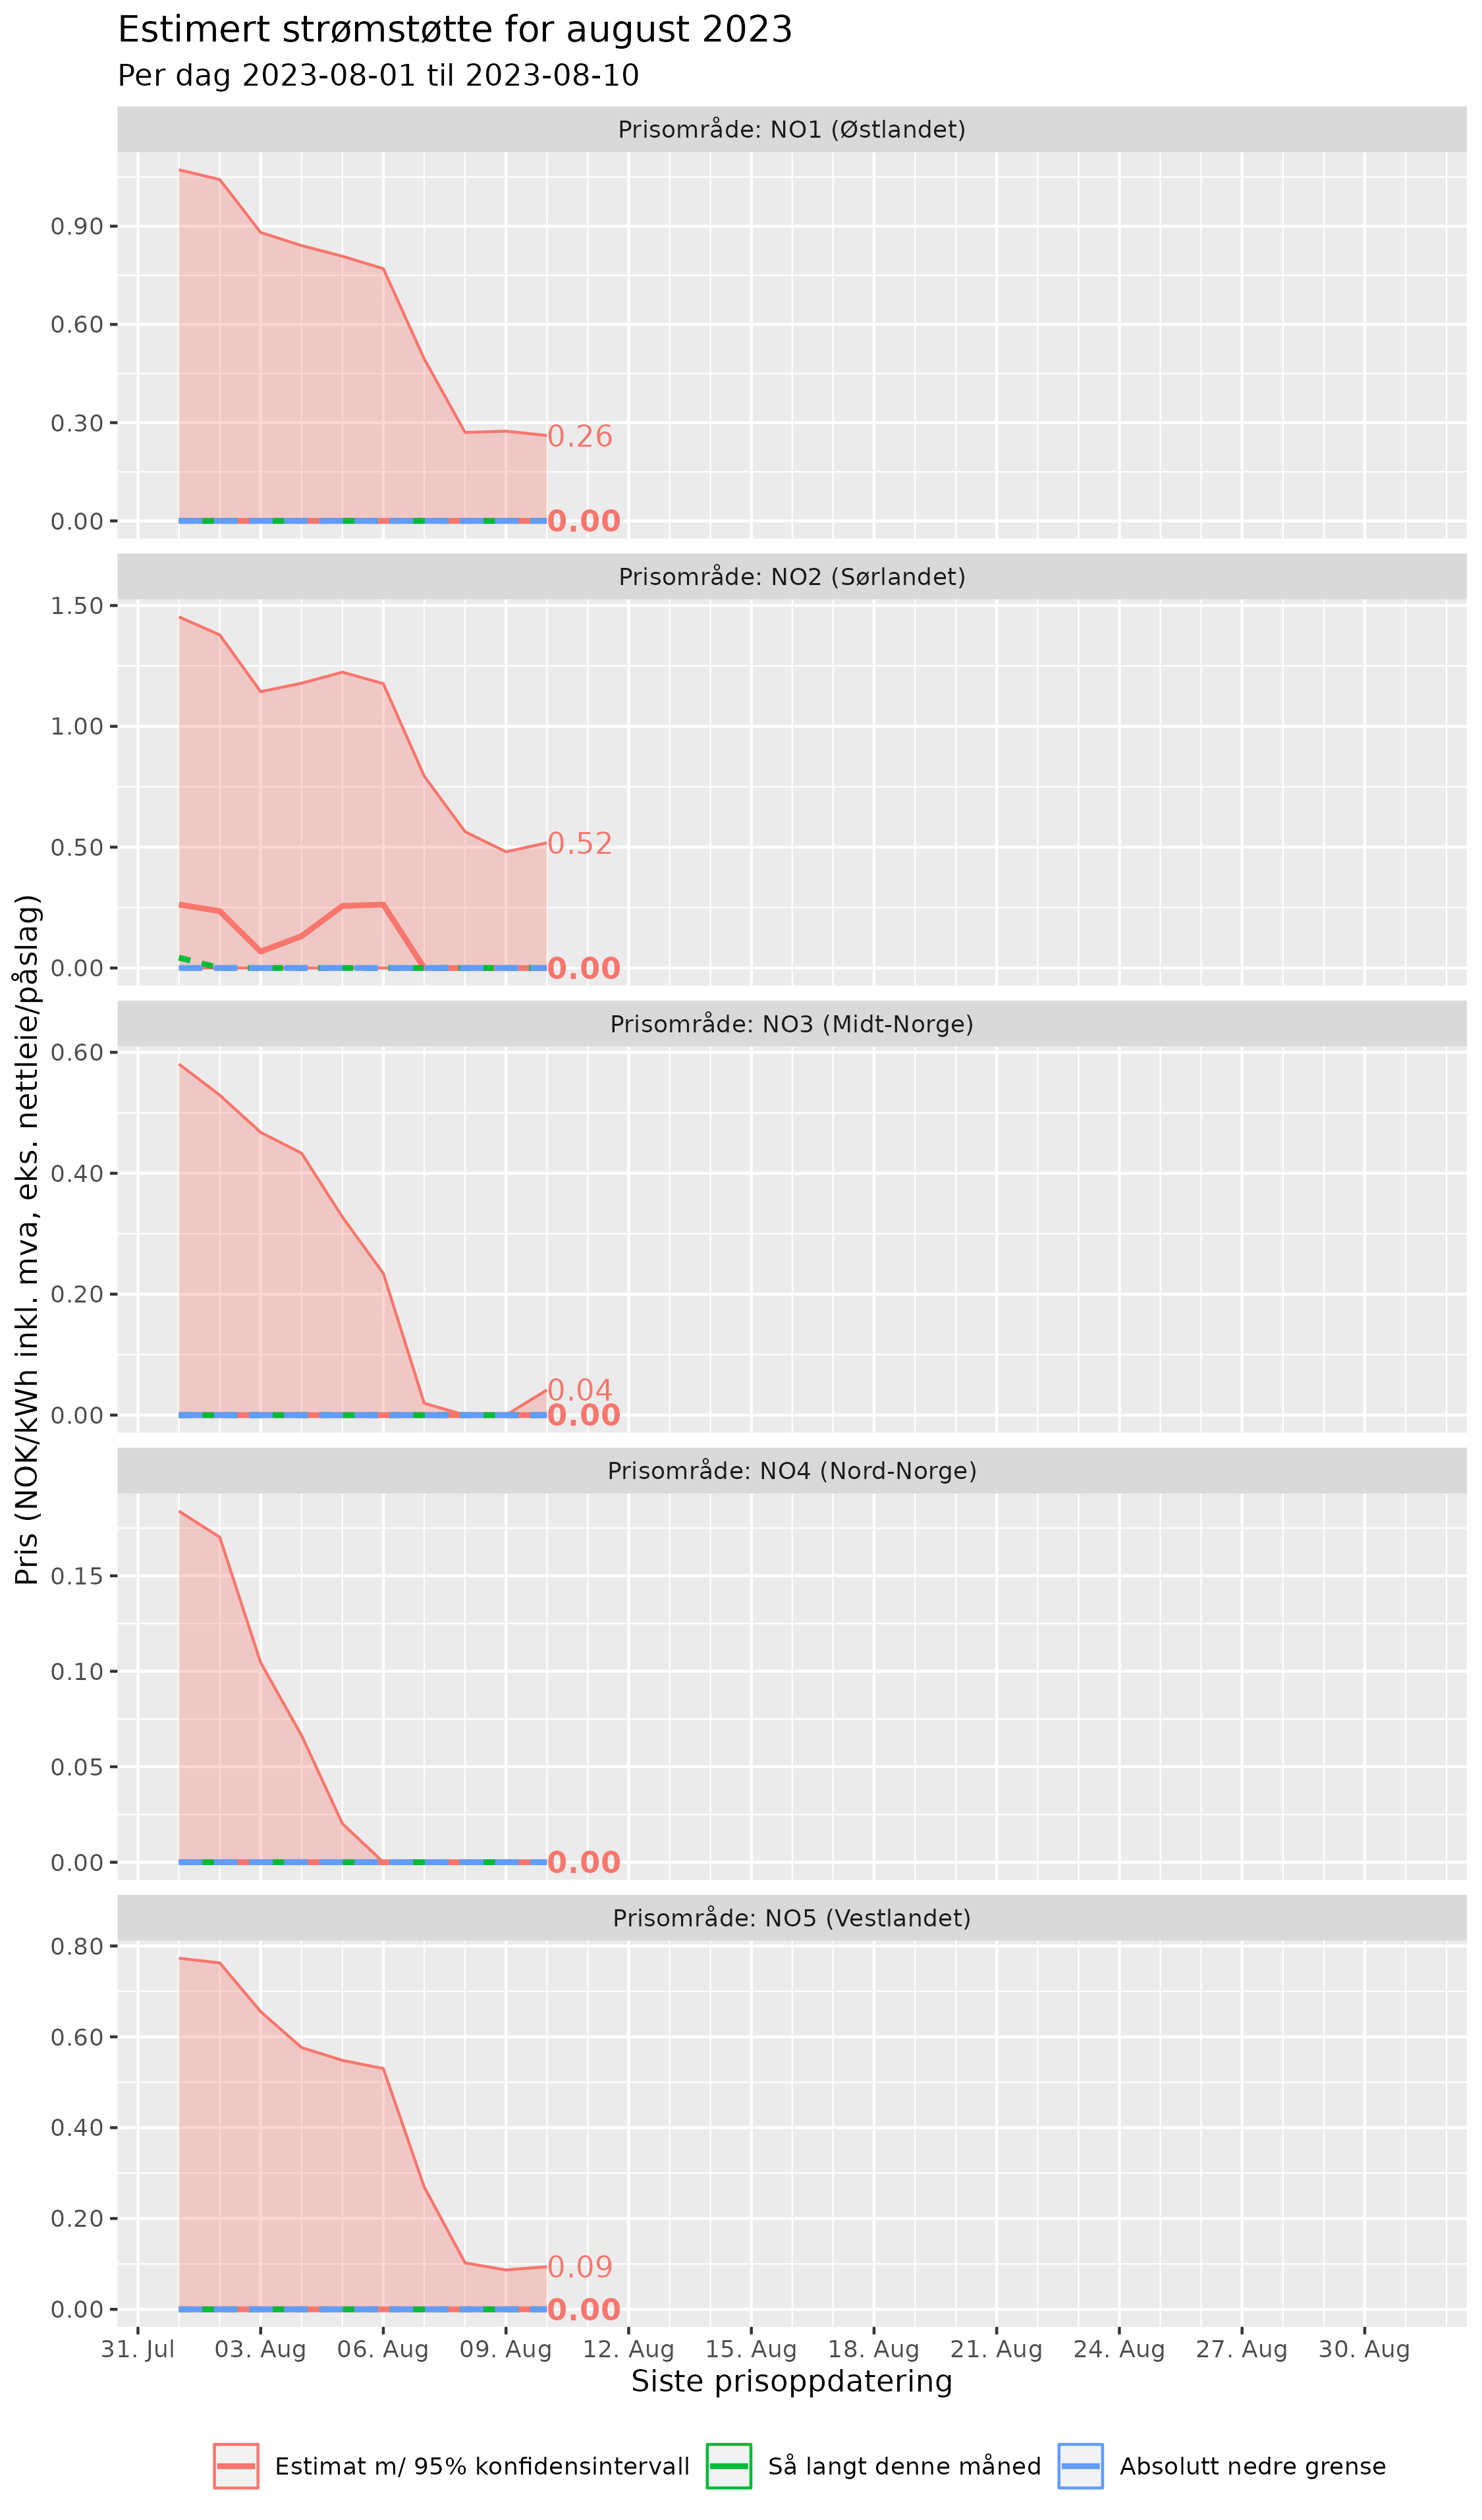 Estimert strømstøtte for august 2023
Per dag 2023-08-01 til 2023-08-10
Pris (NOK/kWh inkl. mva, eks. nettleie/påslag)
Prisområde: NO1 (Østlandet)
0.90
0.60
0.30
0.00
0.26
0.00
Prisområde: NO2 (Sørlandet)
1.50
1.00
0.50
0.00
0.52
0.00
Prisområde: NO3 (Midt-Norge)
0.60
0.40
0.20
0.00
0.04
0.00
Prisområde: NO4 (Nord-Norge)
0.15
0.10
0.05
0.00
0.00
Prisområde: NO5 (Vestlandet)
0.80
0.60
0.40
0.20
0.00
0.09
0.00
31. Jul 03. Aug 06. Aug 09. Aug 12. Aug 15. Aug 18. Aug 21. Aug 24. Aug 27. Aug 30. Aug
Siste prisoppdatering
Estimat m/ 95% konfidensintervall Så langt denne måned Absolutt nedre grense